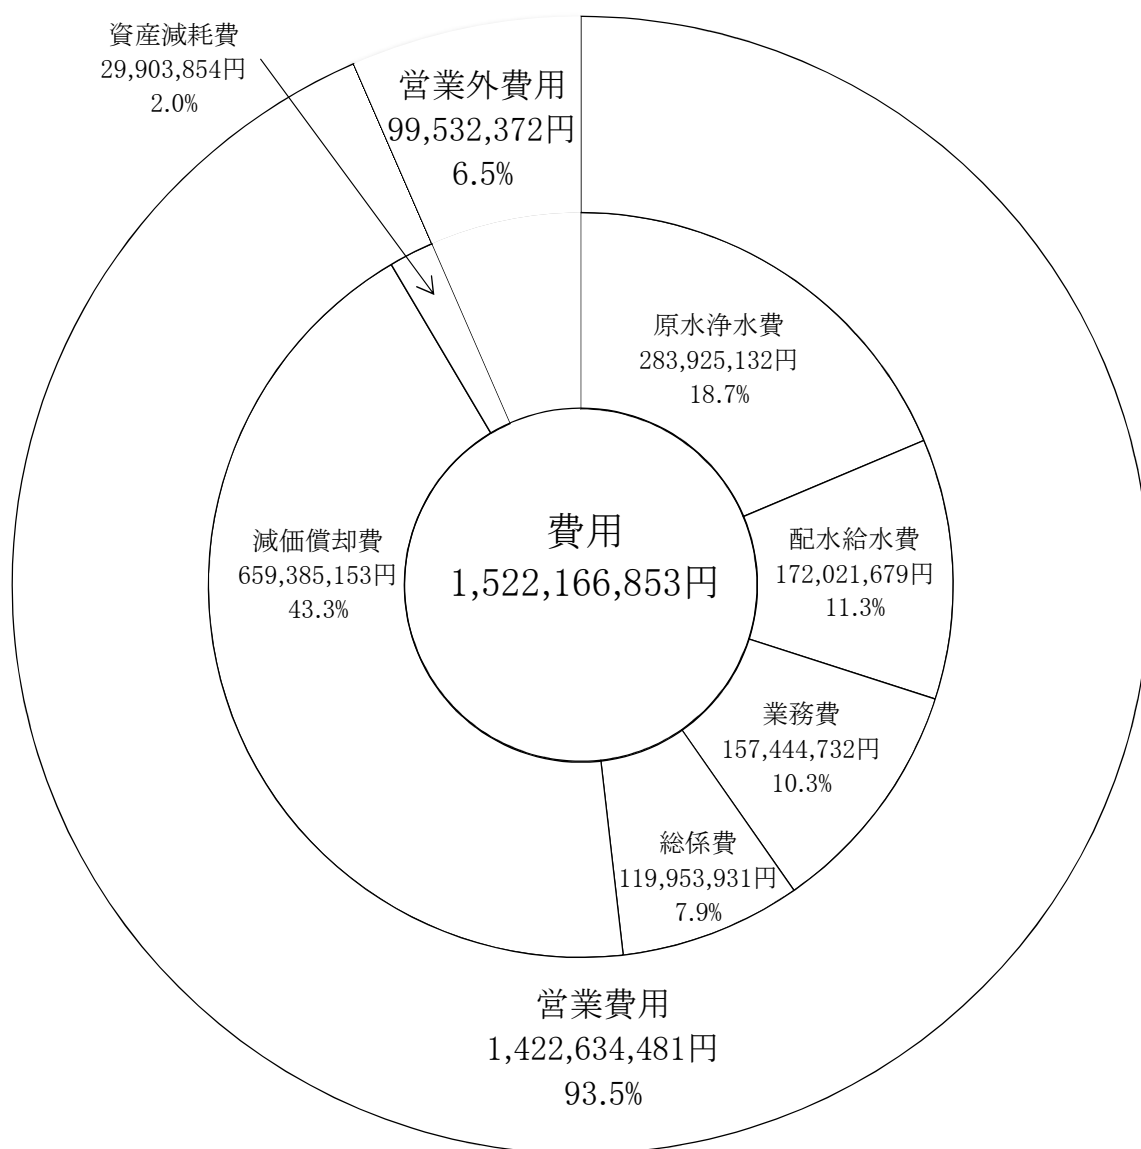 資産減耗費
29,903,854円
2.0%
営業外費用
99,532,372円
6.5%
原水浄水費
283,925,132円
18.7%
配水給水費
172,021,679円
11.3%
業務費
157,444,732円
10.3%
総係費
119,953,931円
7.9%
減価償却費
659,385,153円
43.3%
費用
1,522,166,853円
営業費用
1,422,634,481円
93.5%